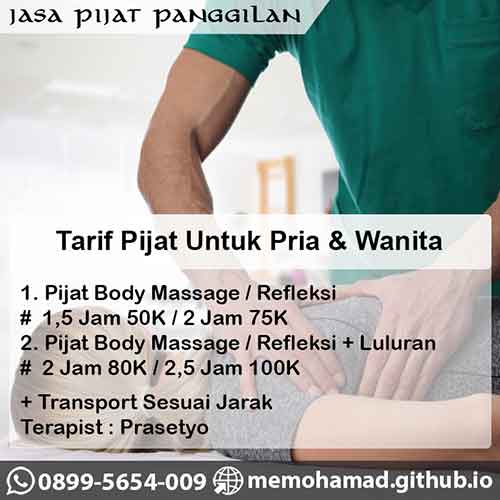 JASA PIJAT PANGGILAN
Tarif Pijat Untuk Pria & Wanita
1. Pijat Body Massage / Refleksi
# 1,5 Jam 50K / 2 Jam 75K
2. Pijat Body Massage / Refleksi + Luluran
# 2 Jam 80K / 2,5 Jam 100K
+ Transport Sesuai Jarak
Terapist : Prasetyo
0899-5654-009 memohamad.github.io